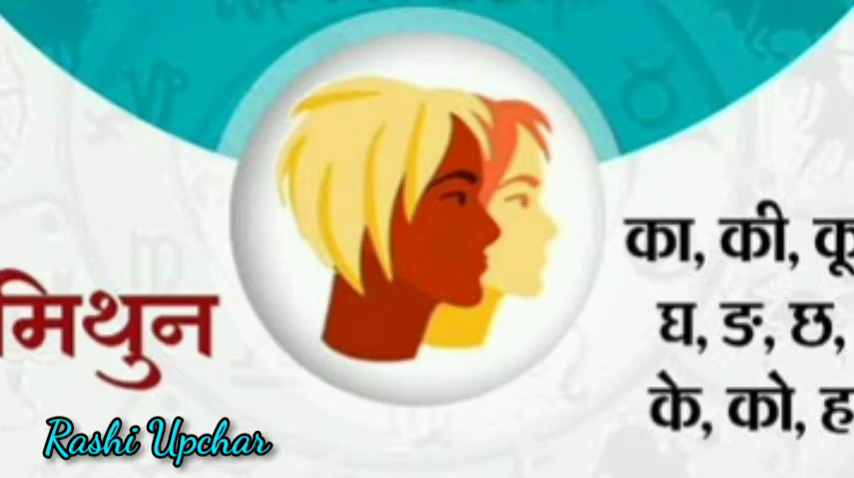 मिथुन
का, की, कू
घ, ङ, छ,
के, को, ह
Rashi Upchar